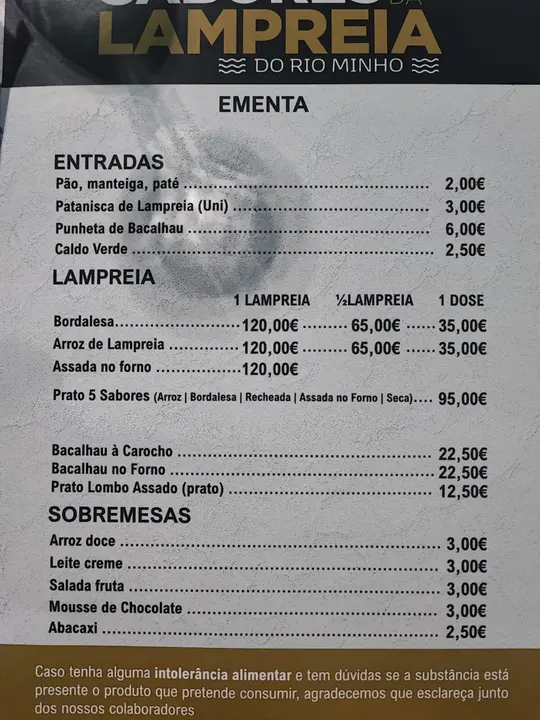 SABORES DA
LAMPREIA
DO RIO MINHO
EMENTA
ENTRADAS
Pão, manteiga, paté ........ 2,00€
Patanisca de Lampreia (Uni) ........ 3,00€
Punheta de Bacalhau ........ 6,00€
Caldo Verde ........ 2,50€
LAMPREIA
1 LAMPREIA ½LAMPREIA 1 DOSE
Bordalesa........120,00€ ........ 65,00€ ...... 35,00€
Arroz de Lampreia ........120,00€ ........ 65,00€ ...... 35,00€
Assada no forno ........120,00€
Prato 5 Sabores (Arroz | Bordalesa | Recheada | Assada no Forno | Seca).... 95,00€
Bacalhau à Carocho ........ 22,50€
Bacalhau no Forno ........ 22,50€
Prato Lombo Assado (prato) ........ 12,50€
SOBREMESAS
Arroz doce ........ 3,00€
Leite creme ........ 3,00€
Salada fruta ........ 3,00€
Mousse de Chocolate ........ 3,00€
Abacaxi ........ 2,50€
Caso tenha alguma intolerância alimentar e tem dúvidas se a substância está
presente o produto que pretende consumir, agradecemos que esclareça junto
dos nossos colaboradores